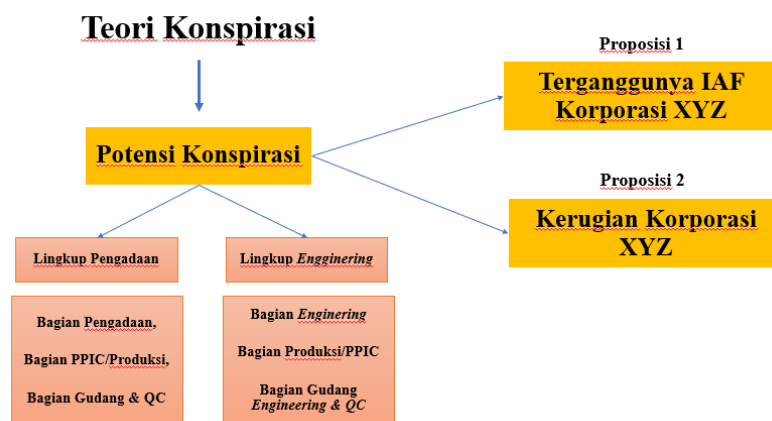 Teori Konspirasi
Potensi Konspirasi
Lingkup Pengadaan
Bagian Pengadaan,
Bagian PPIC/Produksi,
Bagian Gudang & QC
Lingkup Engginering
Bagian Enginering
Bagian Produksi/PPIC
Bagian Gudang
Engineering & QC
Proposisi 1
Terganggunya IAF
Korporasi XYZ
Proposisi 2
Kerugian Korporasi
XYZ